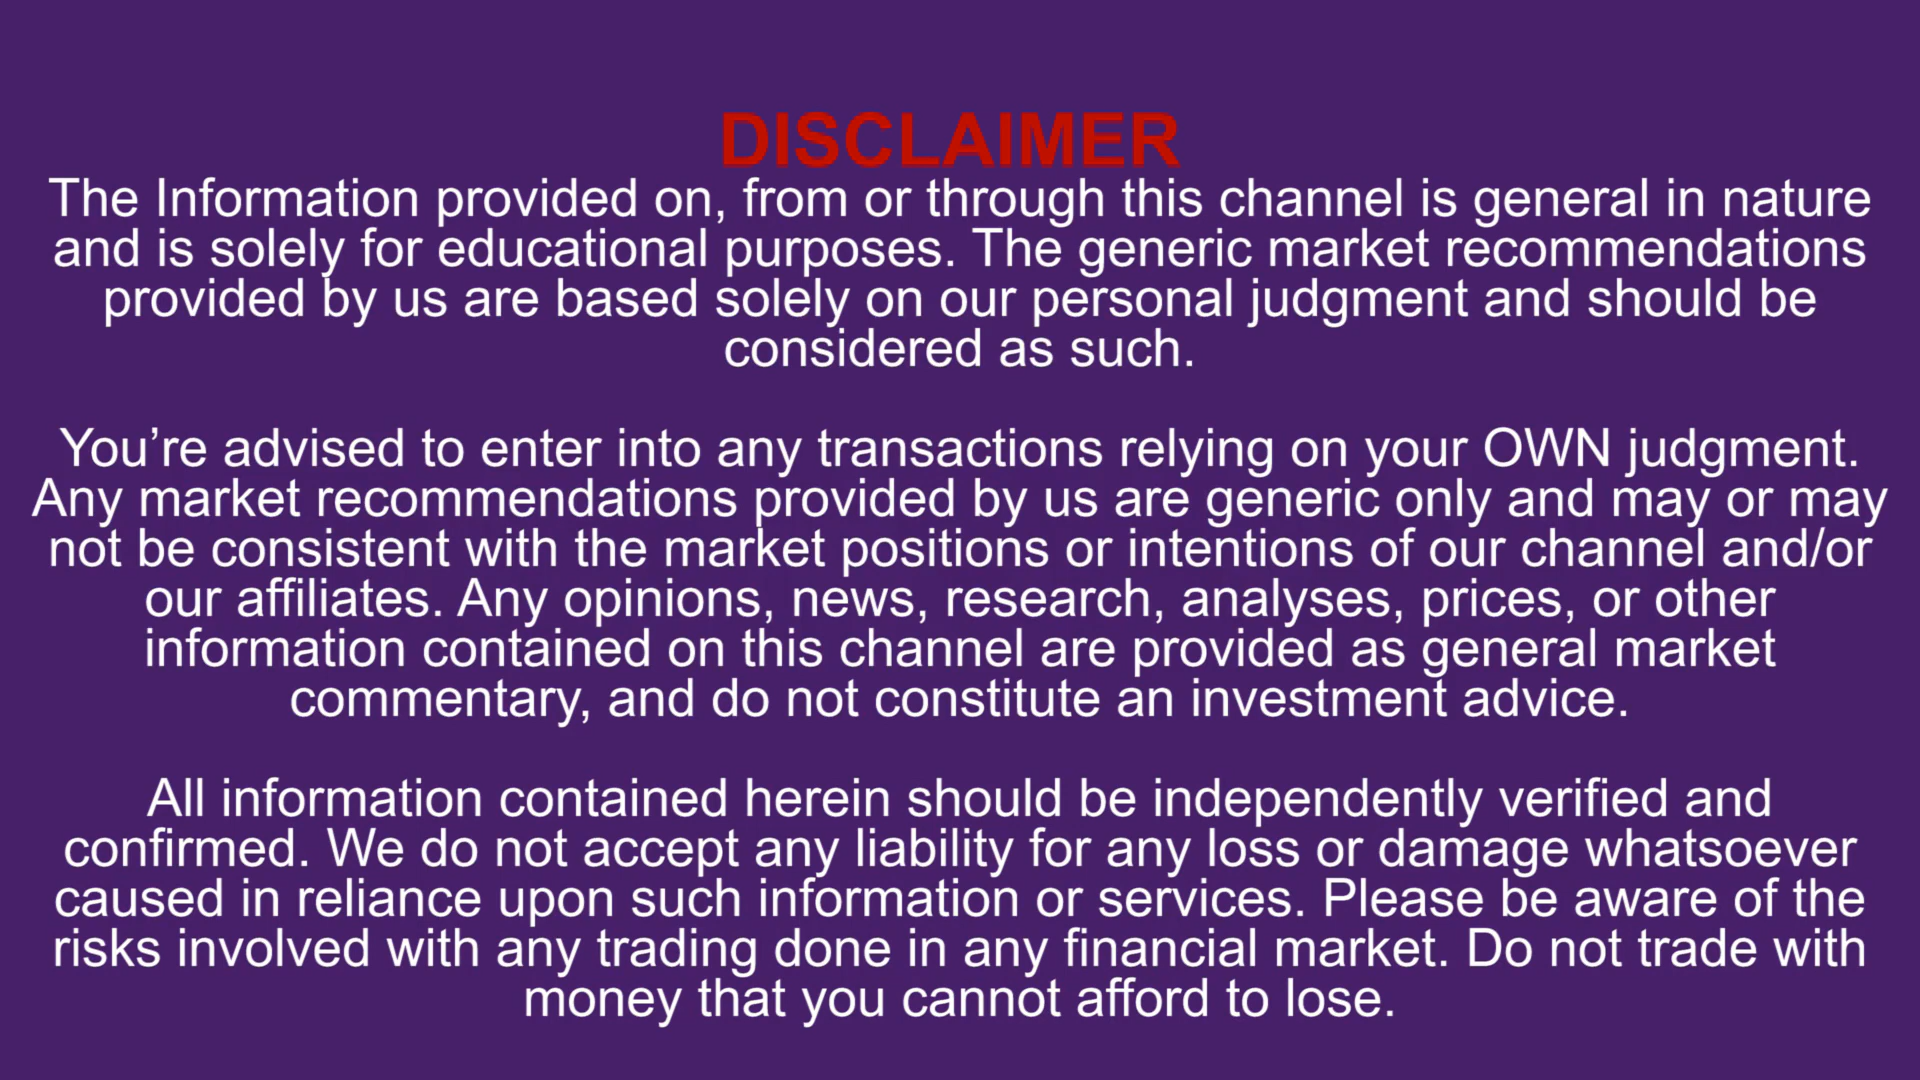 DISCLAIMER
The Information provided on, from or through this channel is general in nature
and is solely for educational purposes. The generic market recommendations
provided by us are based solely on our personal judgment and should be
considered as such.
You’re advised to enter into any transactions relying on your OWN judgment.
Any market recommendations provided by us are generic only and may or may
not be consistent with the market positions or intentions of our channel and/or
our affiliates. Any opinions, news, research, analyses, prices, or other
information contained on this channel are provided as general market
commentary, and do not constitute an investment advice.
All information contained herein should be independently verified and
confirmed. We do not accept any liability for any loss or damage whatsoever
caused in reliance upon such information or services. Please be aware of the
risks involved with any trading done in any financial market. Do not trade with
money that you cannot afford to lose.